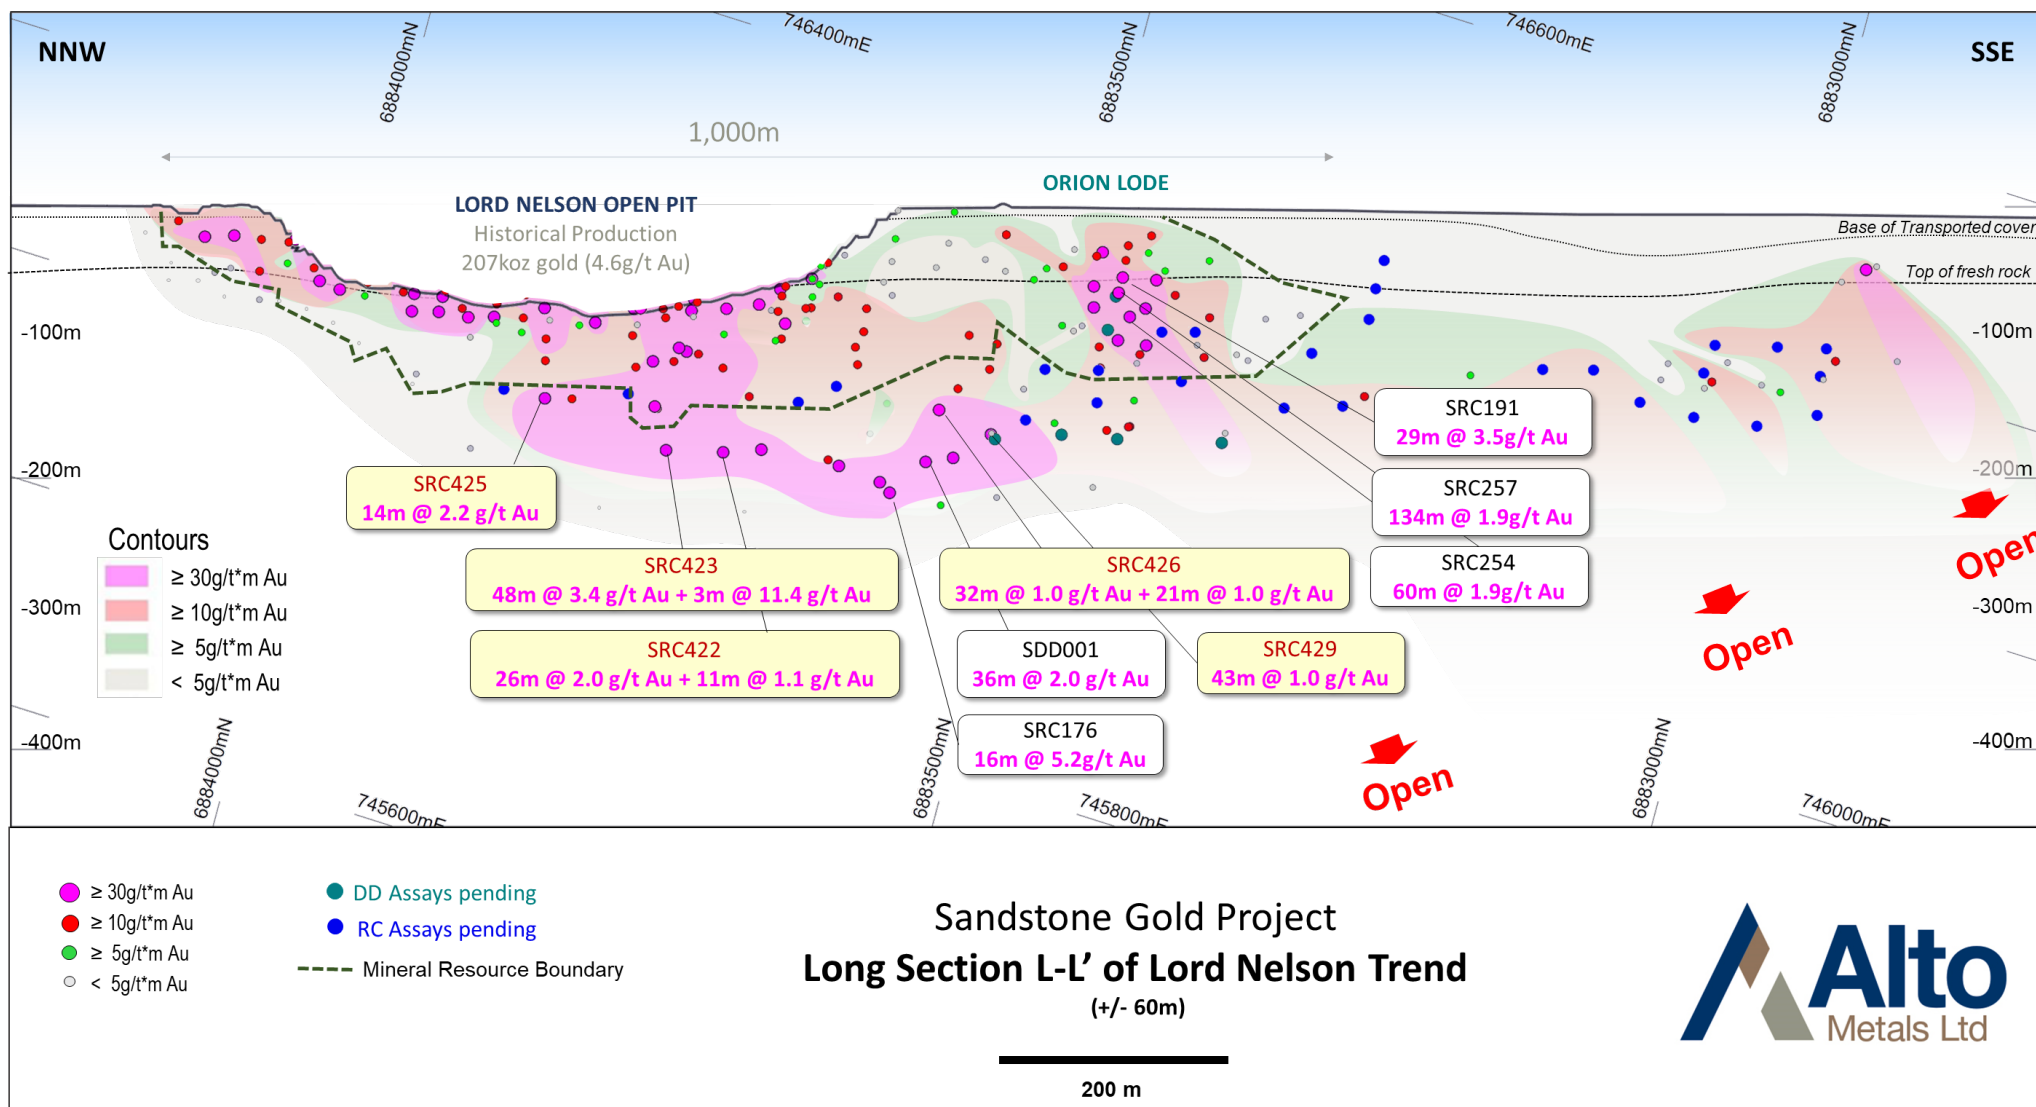 NNW
6884000mN
746400mE
6883500mN
746600mE
6883000mN
SSE
1,000m
ORION LODE
LORD NELSON OPEN PIT
Historical Production
207koz gold (4.6g/t Au)
Base of Transported cover
Top of fresh rock
-100m
-100m
-200m
-200m
-300m
-300m
-400m
-400m
SRC191
29m @ 3.5g/t Au
SRC257
134m @ 1.9g/t Au
SRC254
60m @ 1.9g/t Au
SRC425
14m @ 2.2 g/t Au
SRC423
48m @ 3.4 g/t Au + 3m @ 11.4 g/t Au
SRC426
32m @ 1.0 g/t Au + 21m @ 1.0 g/t Au
SRC422
26m @ 2.0 g/t Au + 11m @ 1.1 g/t Au
SDD001
36m @ 2.0 g/t Au
SRC429
43m @ 1.0 g/t Au
SRC176
16m @ 5.2g/t Au
Open
Open
Open
Contours
≥ 30g/t*m Au
≥ 10g/t*m Au
≥ 5g/t*m Au
< 5g/t*m Au
6884000mN
745600mE
6883500mN
745800mE
6883000mN
746000mE
≥ 30g/t*m Au
≥ 10g/t*m Au
≥ 5g/t*m Au
< 5g/t*m Au
DD Assays pending
RC Assays pending
Mineral Resource Boundary
Sandstone Gold Project
Long Section L-L’ of Lord Nelson Trend
(+/- 60m)
200 m
Alto
Metals Ltd